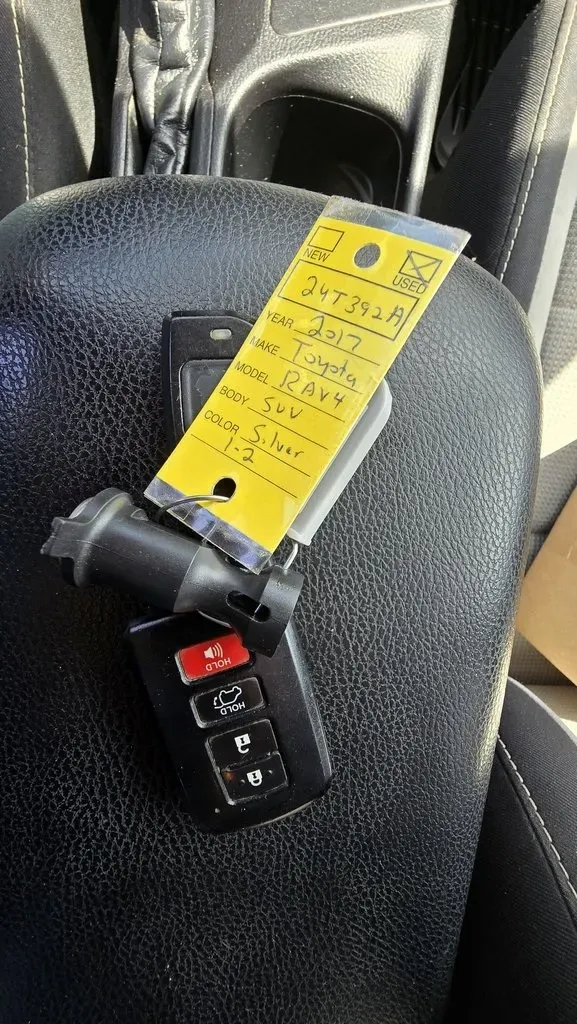 NEW
USED
24T392A
YEAR 2017
MAKE Toyota
MODEL RAV4
BODY SUV
COLOR Silver
1-2
HOLD
HOLD